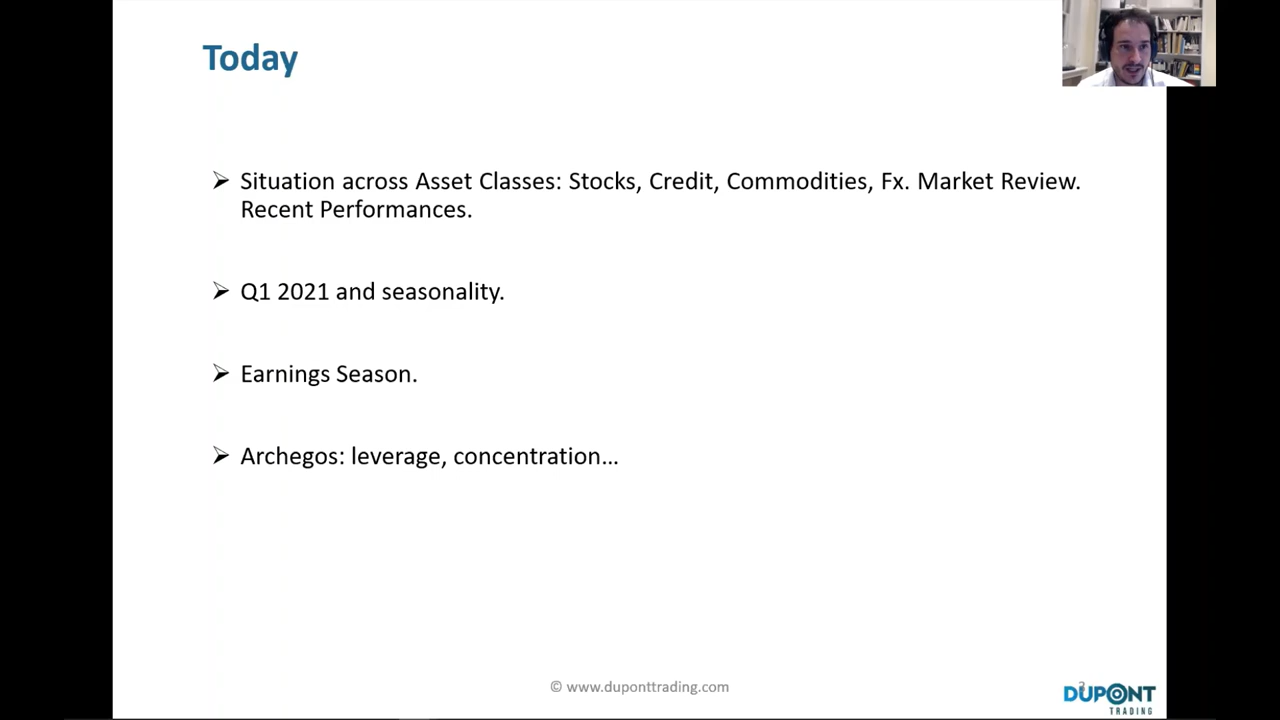 Today
➢ Situation across Asset Classes: Stocks, Credit, Commodities, Fx. Market Review.
Recent Performances.
➢ Q1 2021 and seasonality.
➢ Earnings Season.
➢ Archegos: leverage, concentration…
© www.duponttrading.com
2
DUPONT
TRADING